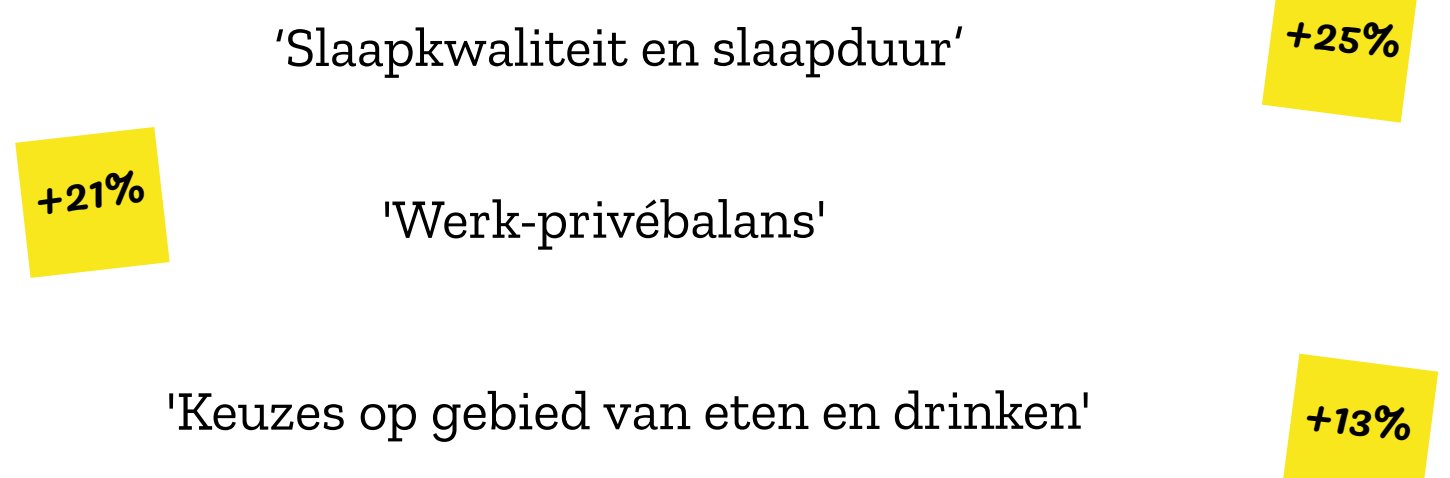 ‘Slaapkwaliteit en slaapduur’
+25%
+21%
'Werk-privébalans'
'Keuzes op gebied van eten en drinken'
+13%